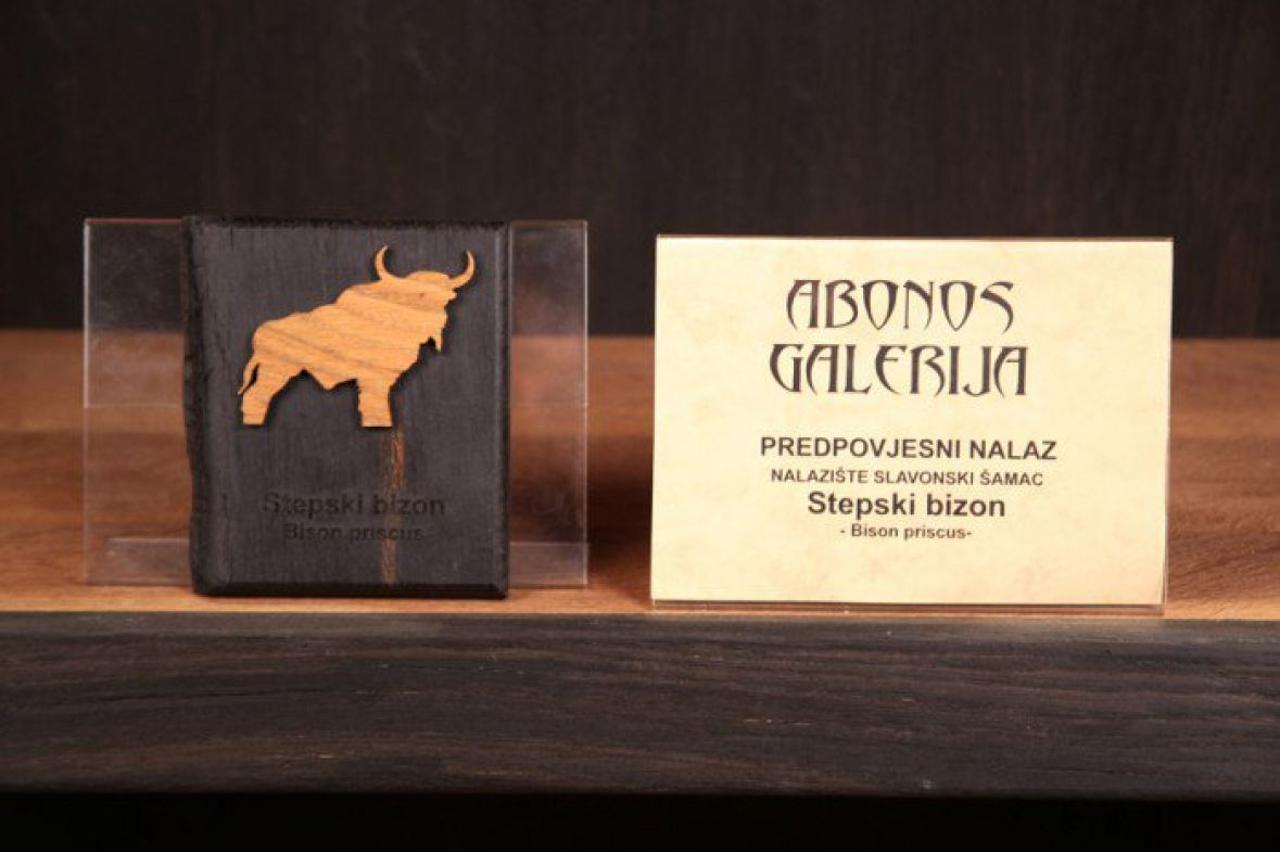 Stepski bizon
Bison priscus
ABONOS
GALERIJA
PREDPOVJESNI NALAZ
NALAZIŠTE SLAVONSKI ŠAMAC
Stepski bizon
- Bison priscus-